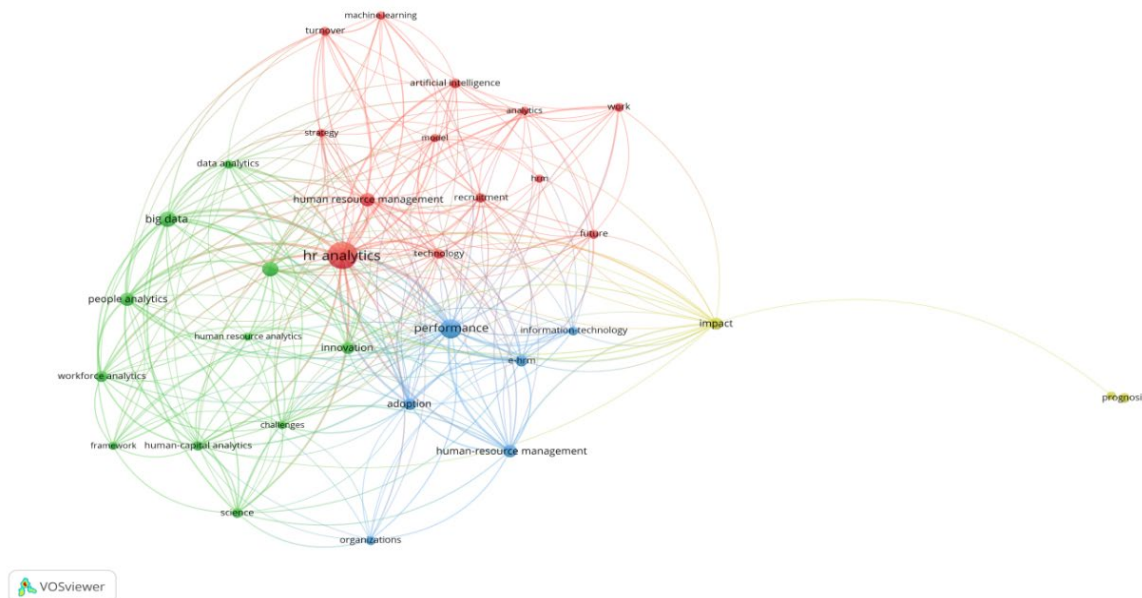 machine learning
turnover
artificial intelligence
work
analytics
strategy
model
data analytics
hrm
human resource management
recruitment
big data
future
hr analytics
technology
people analytics
impact
performance
information technology
human resource analytics
innovation
e-hrm
workforce analytics
prognosi
adoption
challenges
framework
human-capital analytics
human-resource management
science
organizations
VOSviewer